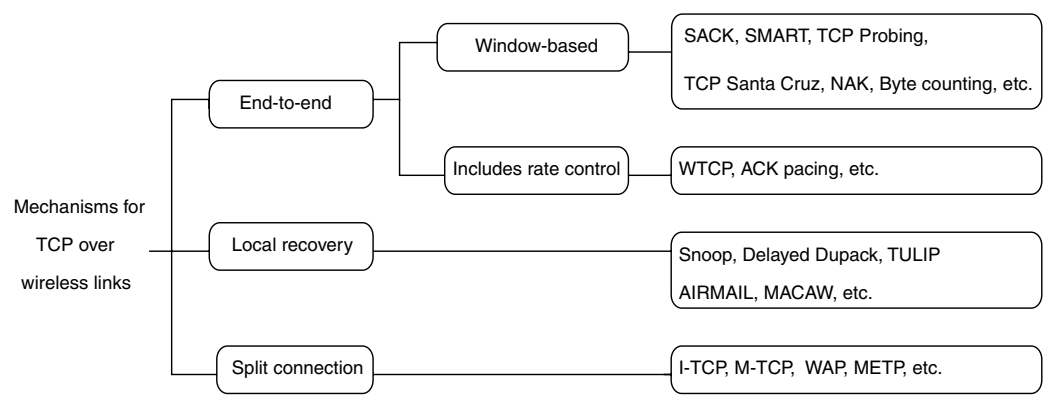 Mechanisms for
TCP over
wireless links
End-to-end
Window-based
SACK, SMART, TCP Probing,
TCP Santa Cruz, NAK, Byte counting, etc.
Includes rate control
WTCP, ACK pacing, etc.
Local recovery
Snoop, Delayed Dupack, TULIP
AIRMAIL, MACAW, etc.
Split connection
I-TCP, M-TCP, WAP, METP, etc.